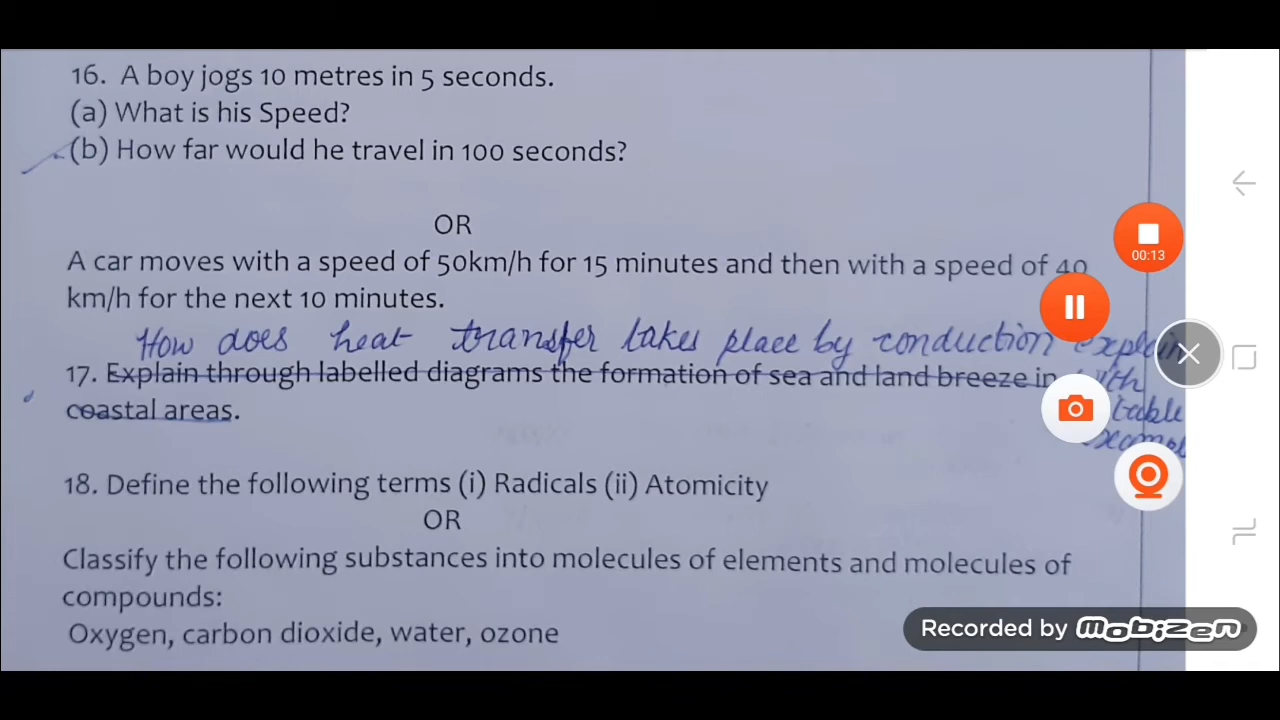 16. A boy jogs 10 metres in 5 seconds.
(a) What is his Speed?
(b) How far would he travel in 100 seconds?
OR
A car moves with a speed of 50km/h for 15 minutes and then with a speed of 40
km/h for the next 10 minutes.
How does heat transfer takes place by conduction explain
17. Explain through labelled diagrams the formation of sea and land breeze in
coastal areas.
18. Define the following terms (i) Radicals (ii) Atomicity
OR
Classify the following substances into molecules of elements and molecules of
compounds:
Oxygen, carbon dioxide, water, ozone
00:13
Recorded by mobizen